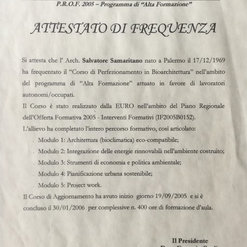 P.R.O.F. 2005 – Programma di "Alta Formazione"
ATTESTATO DI FREQUENZA
Si attesta che l' Arch. Salvatore Samaritano nato a Palermo il 17/12/1969
ha frequentato il "Corso di Perfezionamento in Bioarchitettura" nell'ambito
del programma di "Alta Formazione" attuato in favore di lavoratori
autonomi/occupati.
Il Corso è stato realizzato dalla EURO nell'ambito del Piano Regionale
dell'Offerta Formativa 2005 - Interventi Formativi (IF2005B0152).
L'allievo ha completato l'intero percorso formativo, così articolato:
Modulo 1: Architettura (bioclimatica) eco-compatibile;
Modulo 2: Integrazione delle energie rinnovabili nell'ambiente costruito;
Modulo 3: Strumenti di economia e politica ambientale;
Modulo 4: Pianificazione urbana sostenibile;
Modulo 5: Project work.
Il Corso di Aggiornamento ha avuto inizio giorno 19/09/2005 e si è
concluso il 30/01/2006 per complessive n. 400 ore di formazione d'aula.
Il Presidente